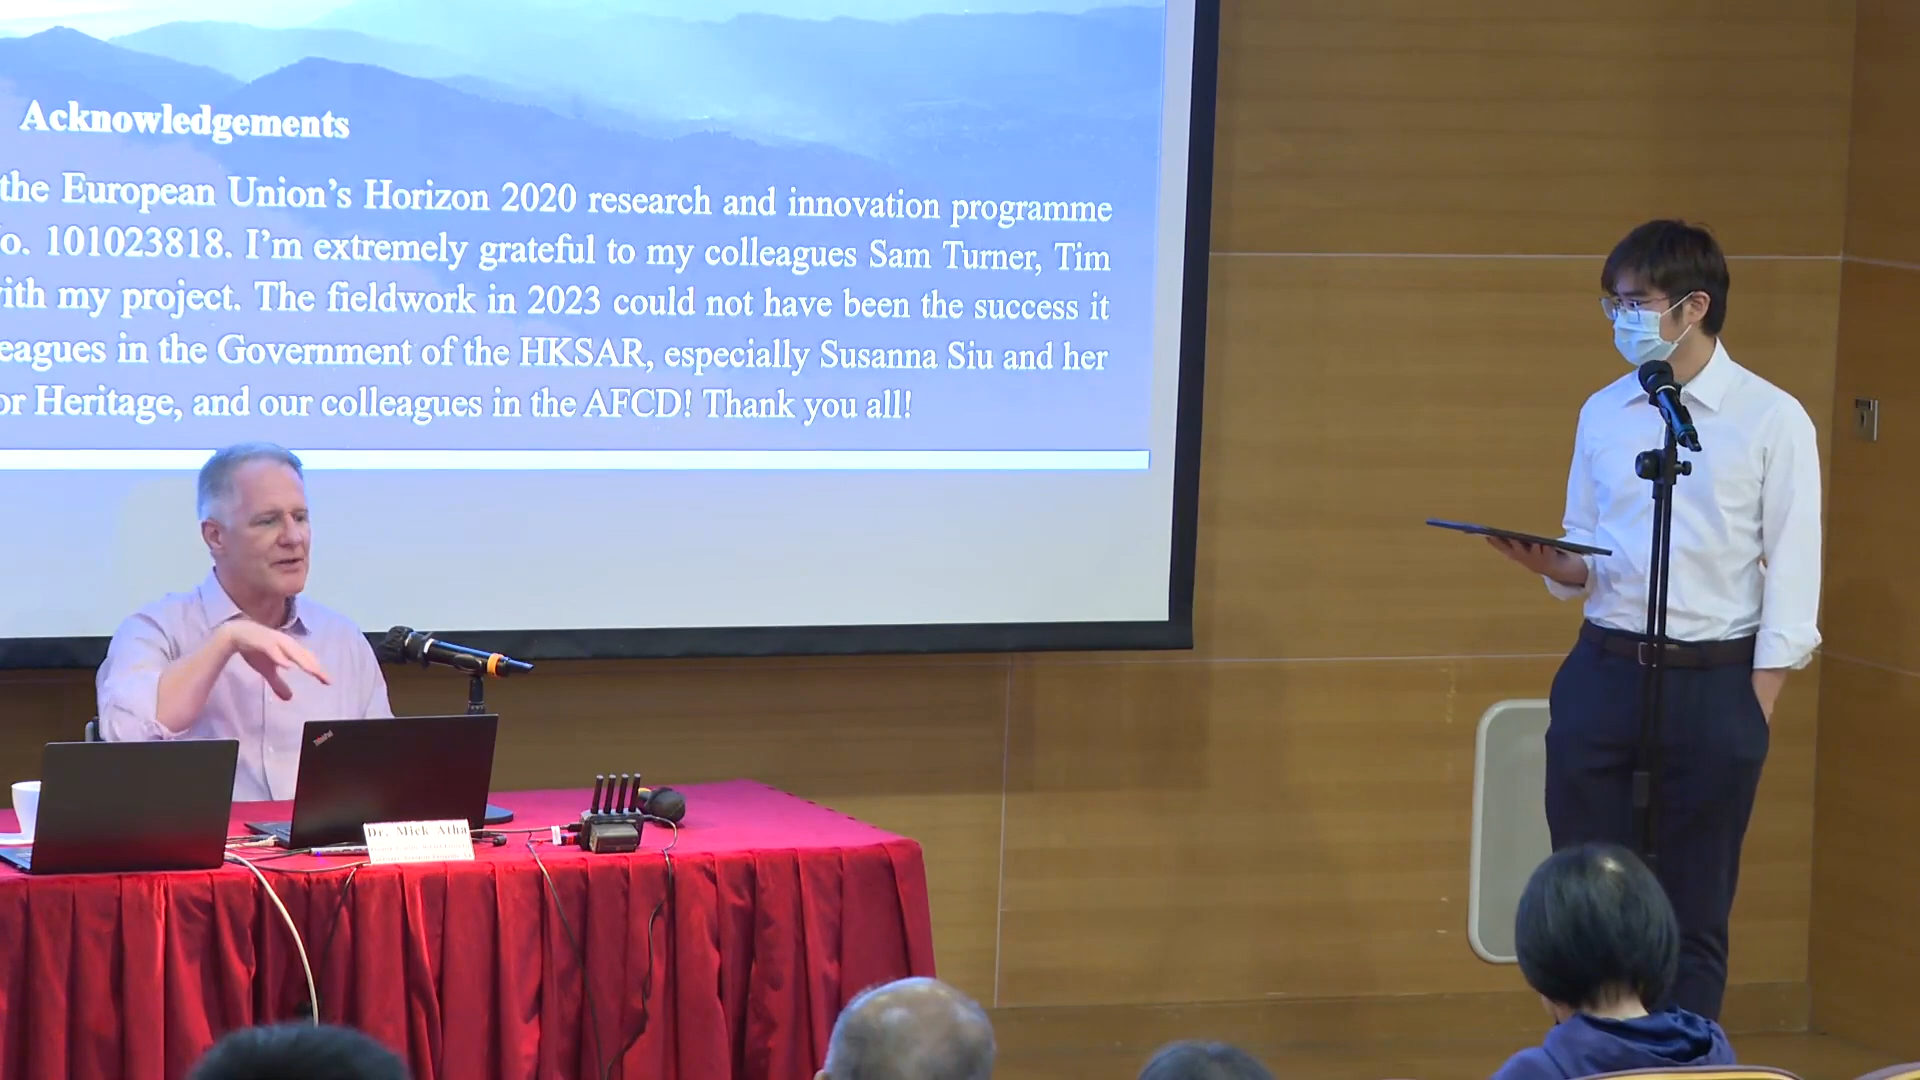 Acknowledgements
the European Union's Horizon 2020 research and innovation programme
o. 101023818. I'm extremely grateful to my colleagues Sam Turner, Tim
ith my project. The fieldwork in 2023 could not have been the success it
eagues in the Government of the HKSAR, especially Susanna Siu and her
or Heritage, and our colleagues in the AFCD! Thank you all!
ThinkPad
Dr. Mick Atha